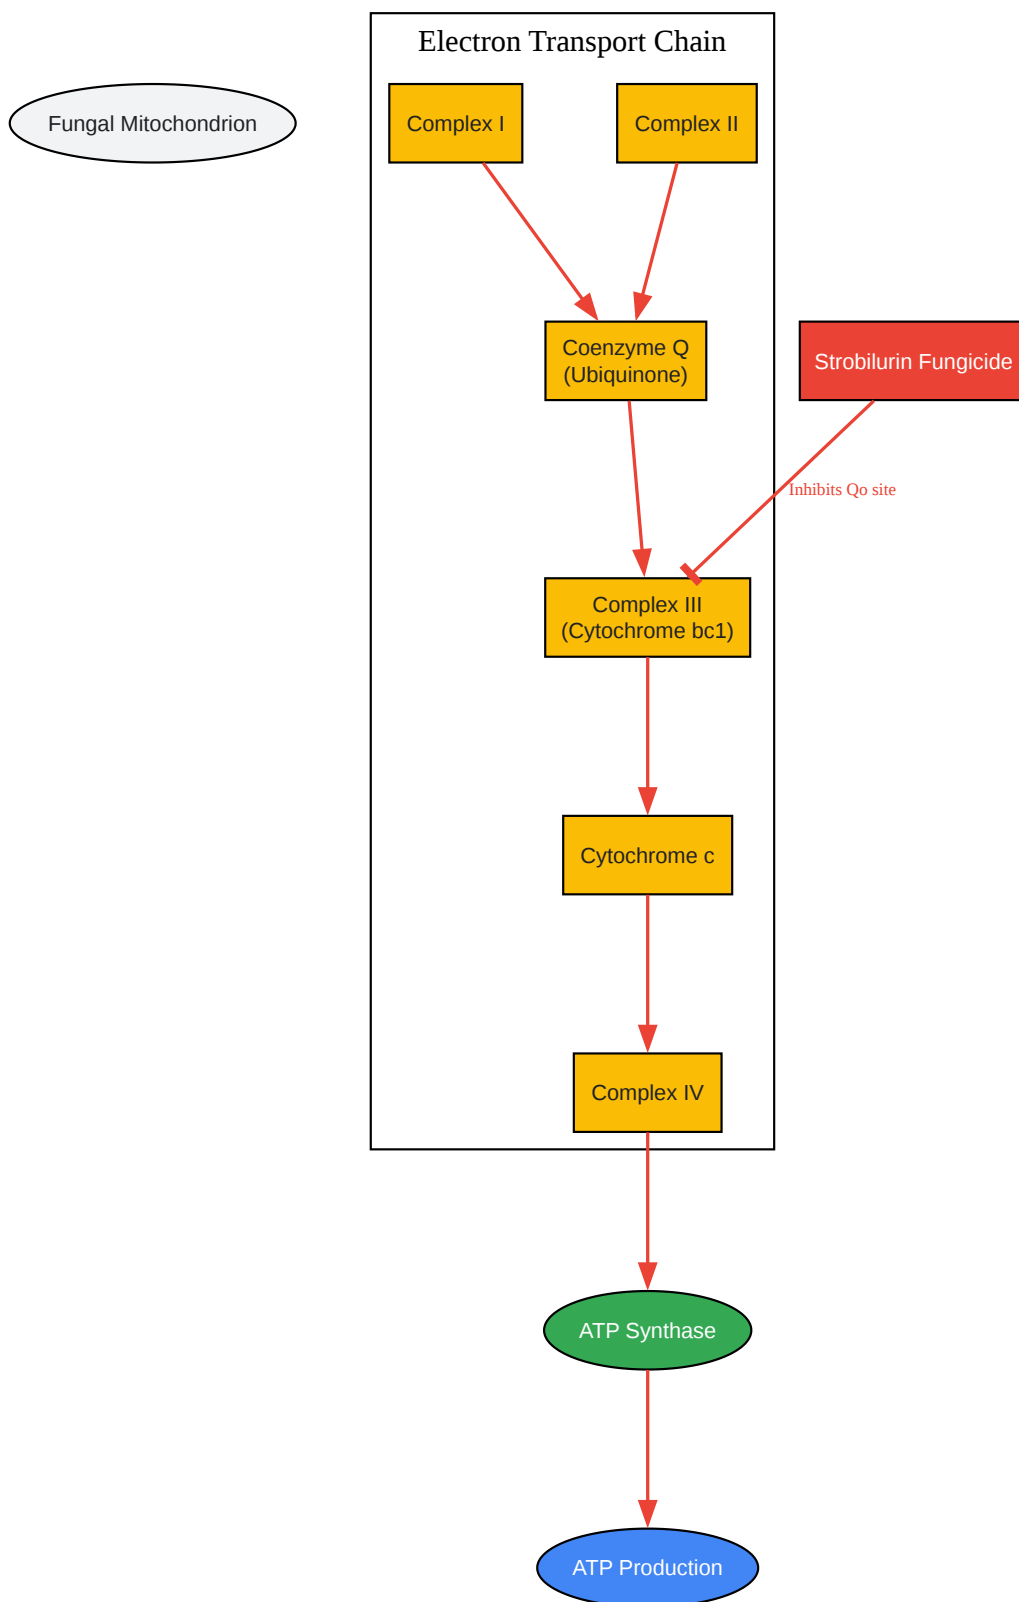 Electron Transport Chain
Fungal Mitochondrion
Complex I
Complex II
Coenzyme Q
(Ubiquinone)
Strobilurin Fungicide
Inhibits Qo site
Complex III
(Cytochrome bc1)
Cytochrome c
Complex IV
ATP Synthase
ATP Production